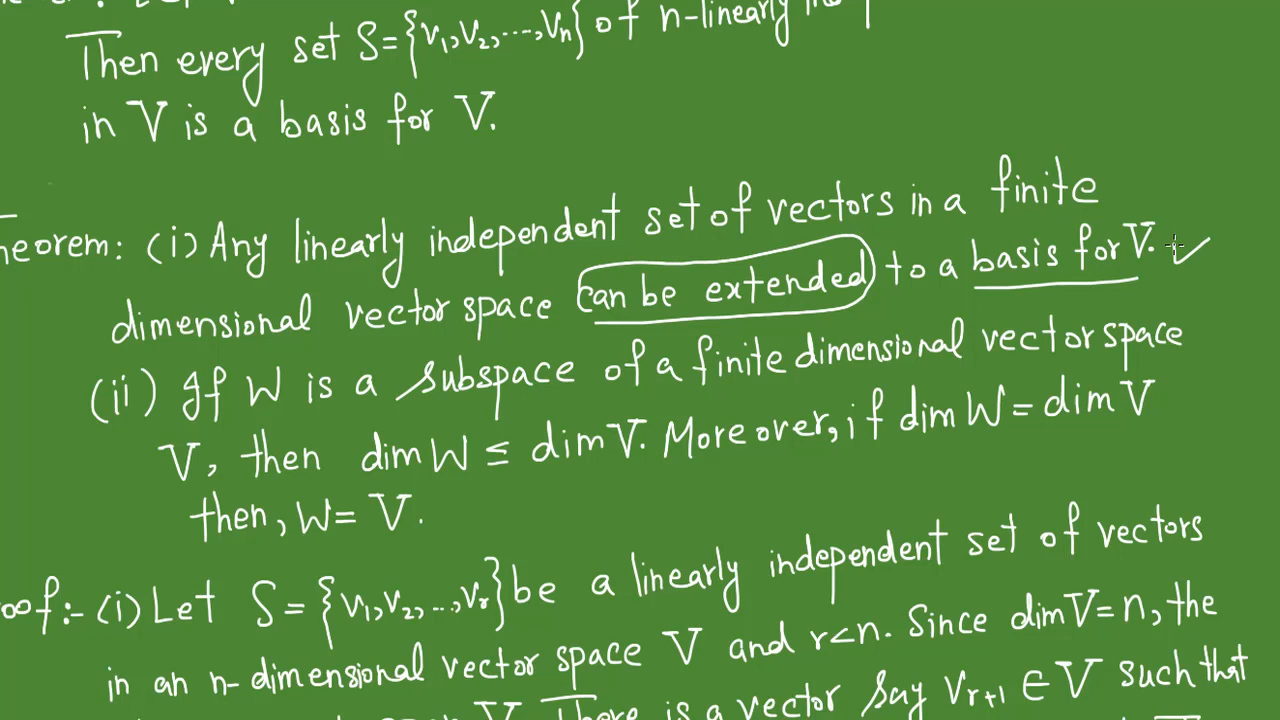 Then every set S={v₁,v₂,....,vₙ} of n-linearly
in V is a basis for V.
Theorem: (i) Any linearly independent set of vectors in a finite
dimensional vector space can be extended to a basis for V. ✓
(ii) If W is a subspace of a finite dimensional vector space
V, then dim W ≤ dim V. Moreover, if dim W = dim V
then, W = V.
Proof:- (i) Let S = {v₁,v₂,...,vᵣ} be a linearly independent set of vectors
in an n-dimensional vector space V and r<n. Since dim V = n, the
V. There is a vector say vᵣ₊₁ ∈ V such that